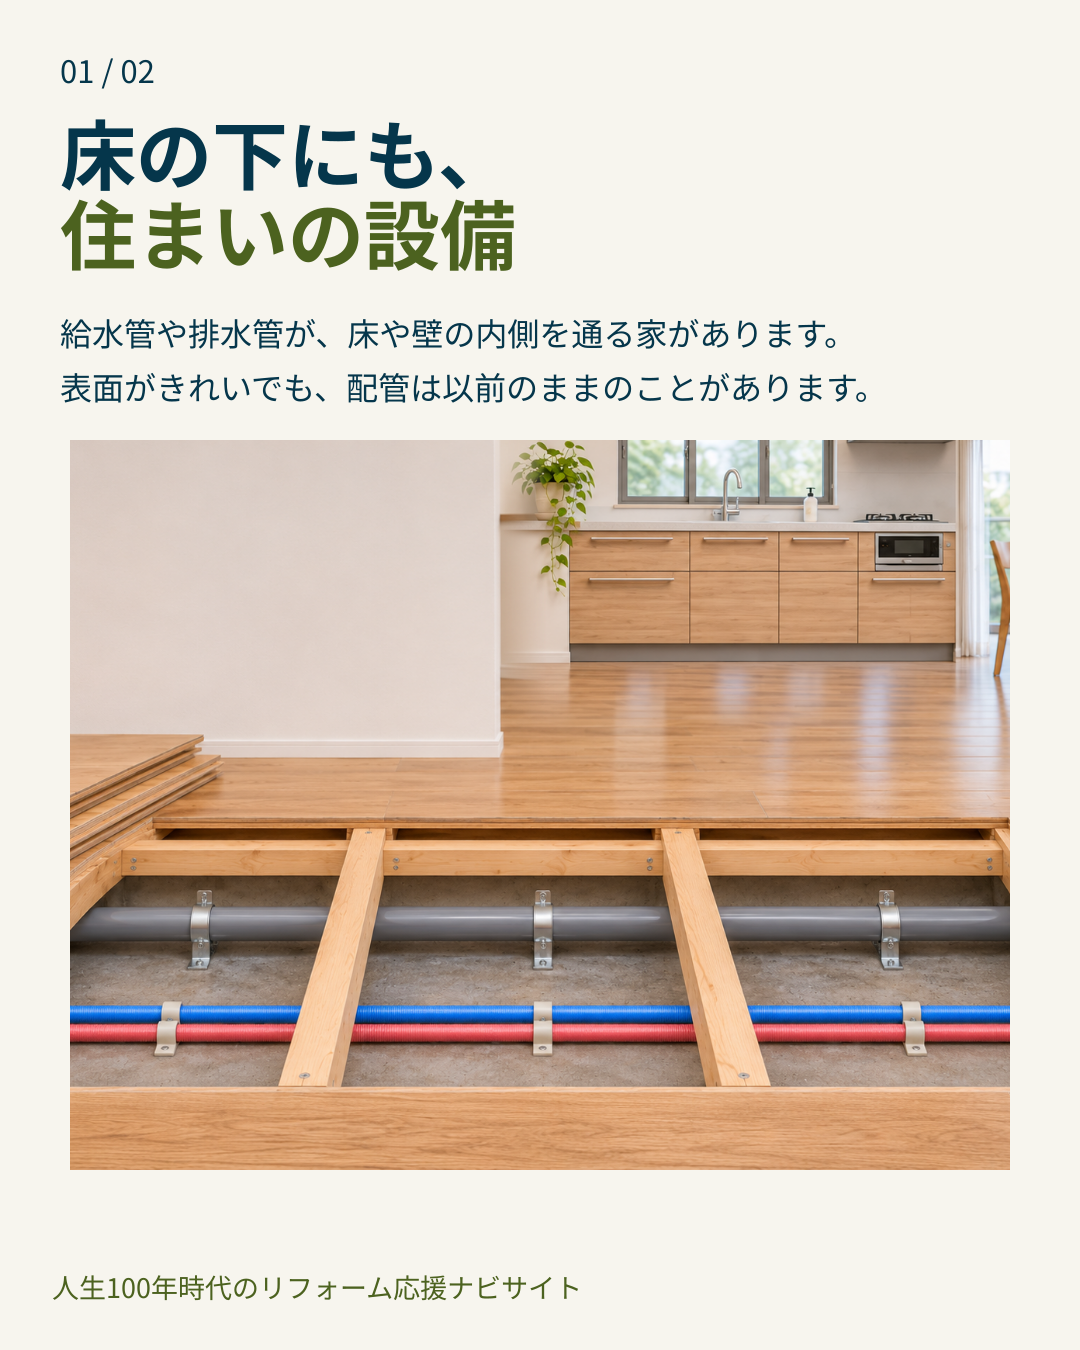 01 / 02
床の下にも、
住まいの設備
給水管や排水管が、床や壁の内側を通る家があります。
表面がきれいでも、配管は以前のままのことがあります。
人生100年時代のリフォーム応援ナビサイト